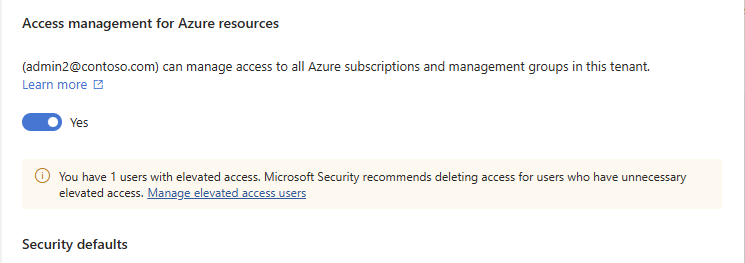 Access management for Azure resources
(admin2@contoso.com) can manage access to all Azure subscriptions and management groups in this tenant.
Learn more
Yes
You have 1 users with elevated access. Microsoft Security recommends deleting access for users who have unnecessary
elevated access. Manage elevated access users
Security defaults